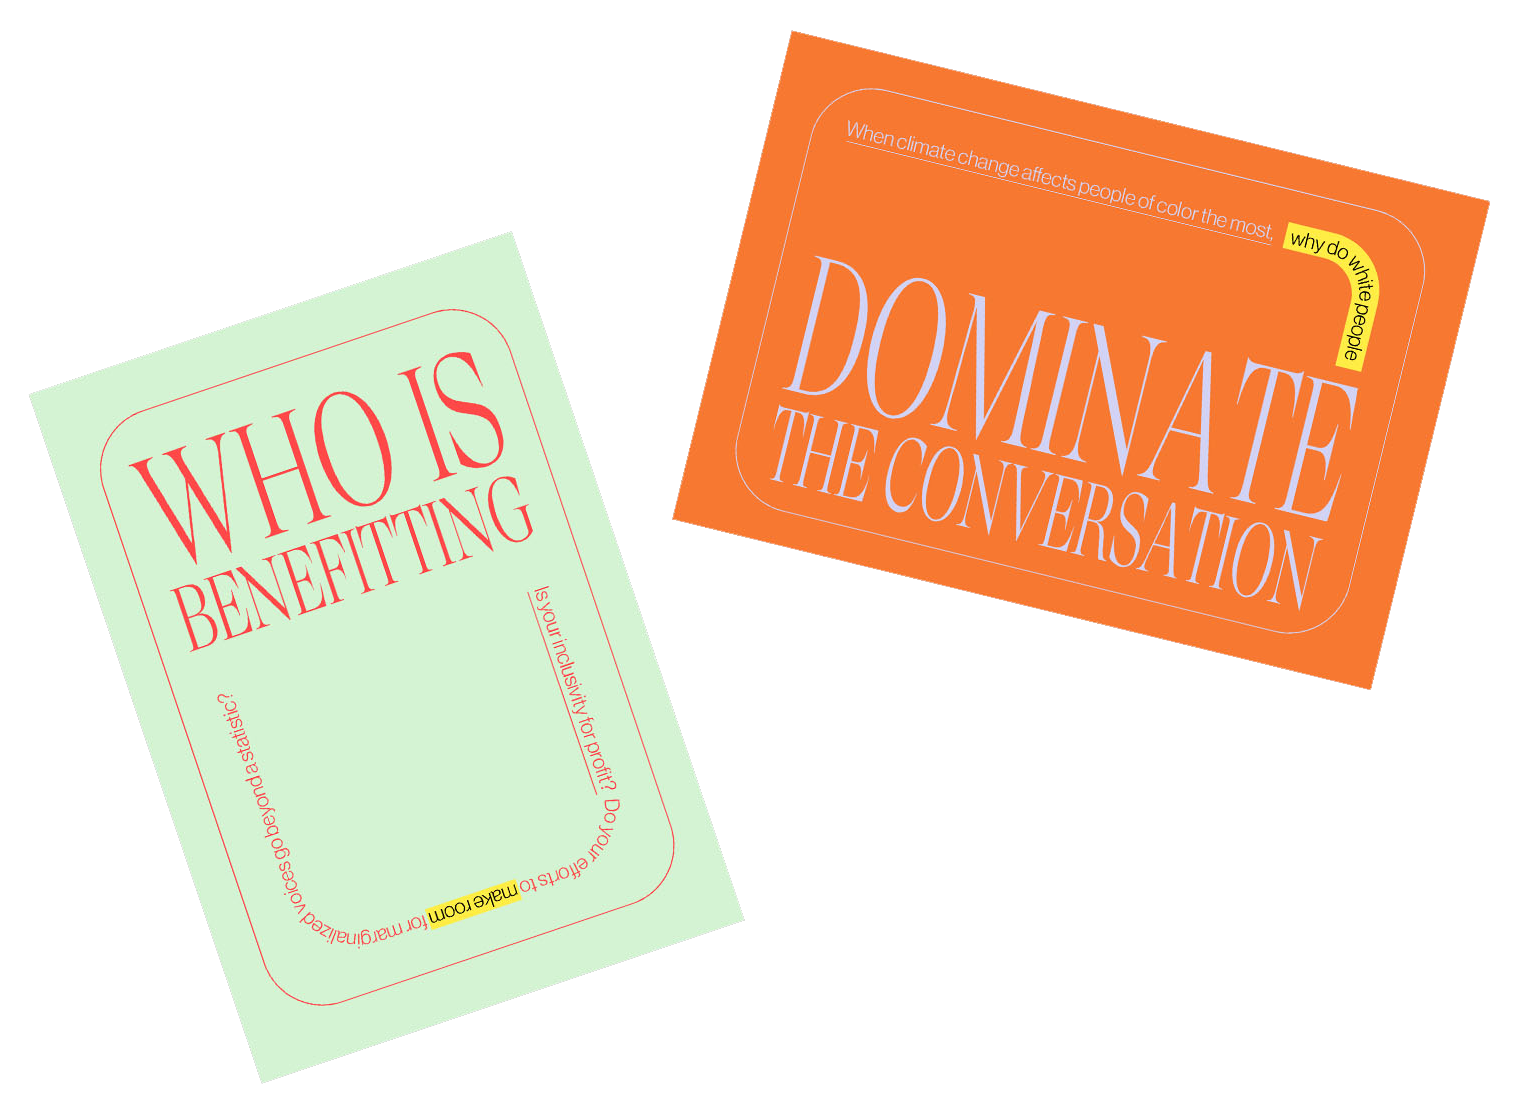 WHO IS
BENEFITTING
Is your inclusivity for profit? Do your efforts to make room for marginalized voices go beyond a statistic?
When climate change affects people of color the most, why do white people
DOMINATE
THE CONVERSATION